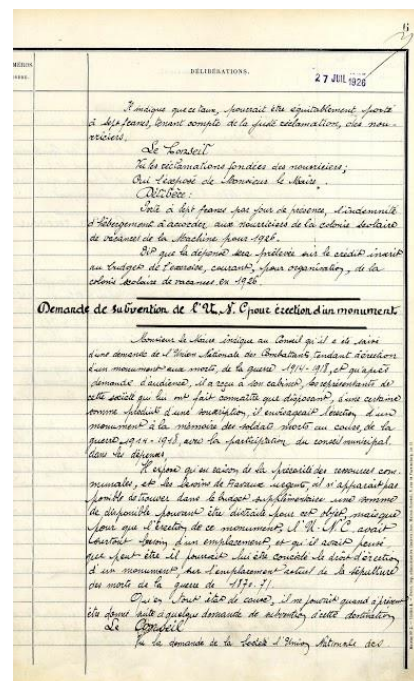 6
DÉLIBÉRATIONS.
27 JUIL 1926
Il indique que ce taux, pourrait être équitablement porté
à sept francs, tenant compte de la juste réclamation, des nour-
riciers.
Le Conseil
Vu les réclamations fondées des nourriciers;
Oui l'exposé de Monsieur le Maire.
Délibère:
Porte à sept francs par jour de présence, l'indemnité
d'hébergement à accorder aux nourriciers de la colonie scolaire
de vacances de la Machine pour 1926.
Dit que la dépense sera prélevée sur le crédit inscrit
au budget de l'exercice, courant, pour organisation, de la
colonie scolaire de vacances en 1926.
Demande de subvention de l'U.N.C pour érection d'un monument
Monsieur le Maire indique au Conseil qu'il a été saisi
d'une demande de l'Union Nationale des Combattants, tendant à érection
d'un monument aux morts, de la guerre 1914-1918, et qu'après
demande d'audience, il a reçu à son cabinet, les représentants de
cette société qui lui ont fait connaître que disposant, d'une certaine
somme produit d'une souscription, il envisageait l'érection d'un
monument à la mémoire des soldats morts au cours, de la
guerre 1914-1918, avec la participation du conseil municipal
dans les dépenses.
Il expose qu'en raison de la précarité des ressources com-
munales, et les besoins de travaux urgents, il n'apparaît pas
possible de trouver dans le budget supplémentaire une somme
de disponible pouvant être distraite pour cet objet, mais que
pour que l'érection de ce monument, l'U.N.C. avait
surtout besoin d'un emplacement, et qu'il avait pensé
que peut être il pourrait lui être concédé le droit d'érection
d'un monument, sur l'emplacement actuel de la sépulture
des morts de la guerre de 1870-71.
Qu'en tout état de cause, il ne pourrait quand à présent
être donné suite à quelque demande de subvention à cette destination
Le Conseil
Vu la demande de la Société l'Union Nationale des